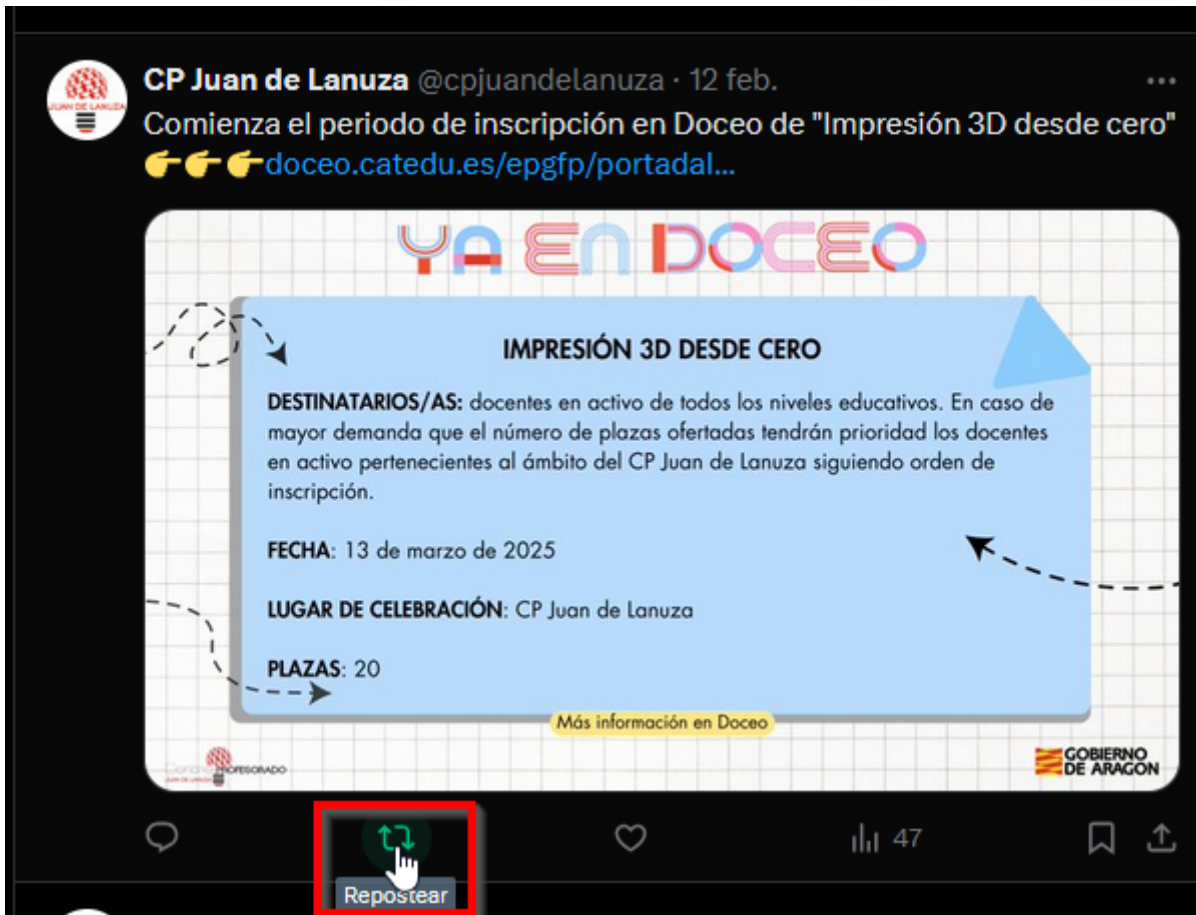 CP Juan de Lanuza @cpjuandelanuza · 12 feb.
Comienza el periodo de inscripción en Doceo de "Impresión 3D desde cero"
👉👉👉doceo.catedu.es/epgfp/portadal...
YA EN DOCEO
IMPRESIÓN 3D DESDE CERO
DESTINATARIOS/AS: docentes en activo de todos los niveles educativos. En caso de
mayor demanda que el número de plazas ofertadas tendrán prioridad los docentes
en activo pertenecientes al ámbito del CP Juan de Lanuza siguiendo orden de
inscripción.
FECHA: 13 de marzo de 2025
LUGAR DE CELEBRACIÓN: CP Juan de Lanuza
PLAZAS: 20
Más información en Doceo
PROFESORADO
JUAN DE LANUZA
GOBIERNO
DE ARAGON
47
Repostear